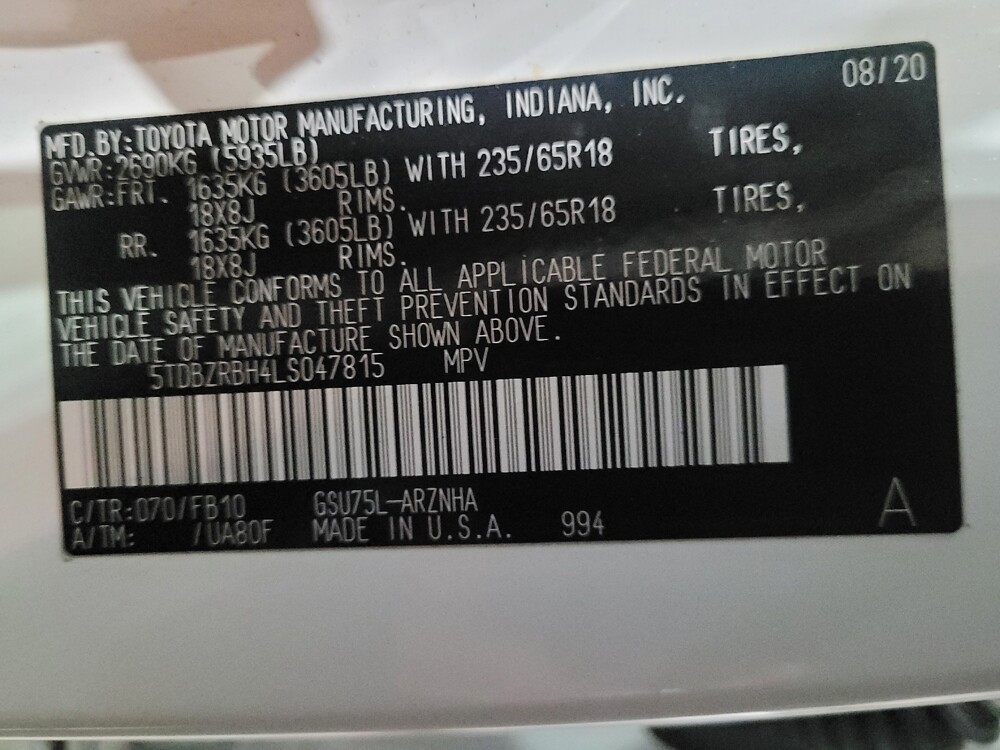 08/20
MFD.BY:TOYOTA MOTOR MANUFACTURING, INDIANA, INC.
GVWR:2690KG (5935LB)
GAWR:FRT. 1635KG (3605LB) WITH 235/65R18 TIRES,
18X8J RIMS.
RR. 1635KG (3605LB) WITH 235/65R18 TIRES,
18X8J RIMS.
THIS VEHICLE CONFORMS TO ALL APPLICABLE FEDERAL MOTOR
VEHICLE SAFETY AND THEFT PREVENTION STANDARDS IN EFFECT ON
THE DATE OF MANUFACTURE SHOWN ABOVE.
5TDBZRBH4LS047815 MPV
C/TR:070/FB10 GSU75L-ARZNHA
A/TM: /UA80F MADE IN U.S.A. 994
A